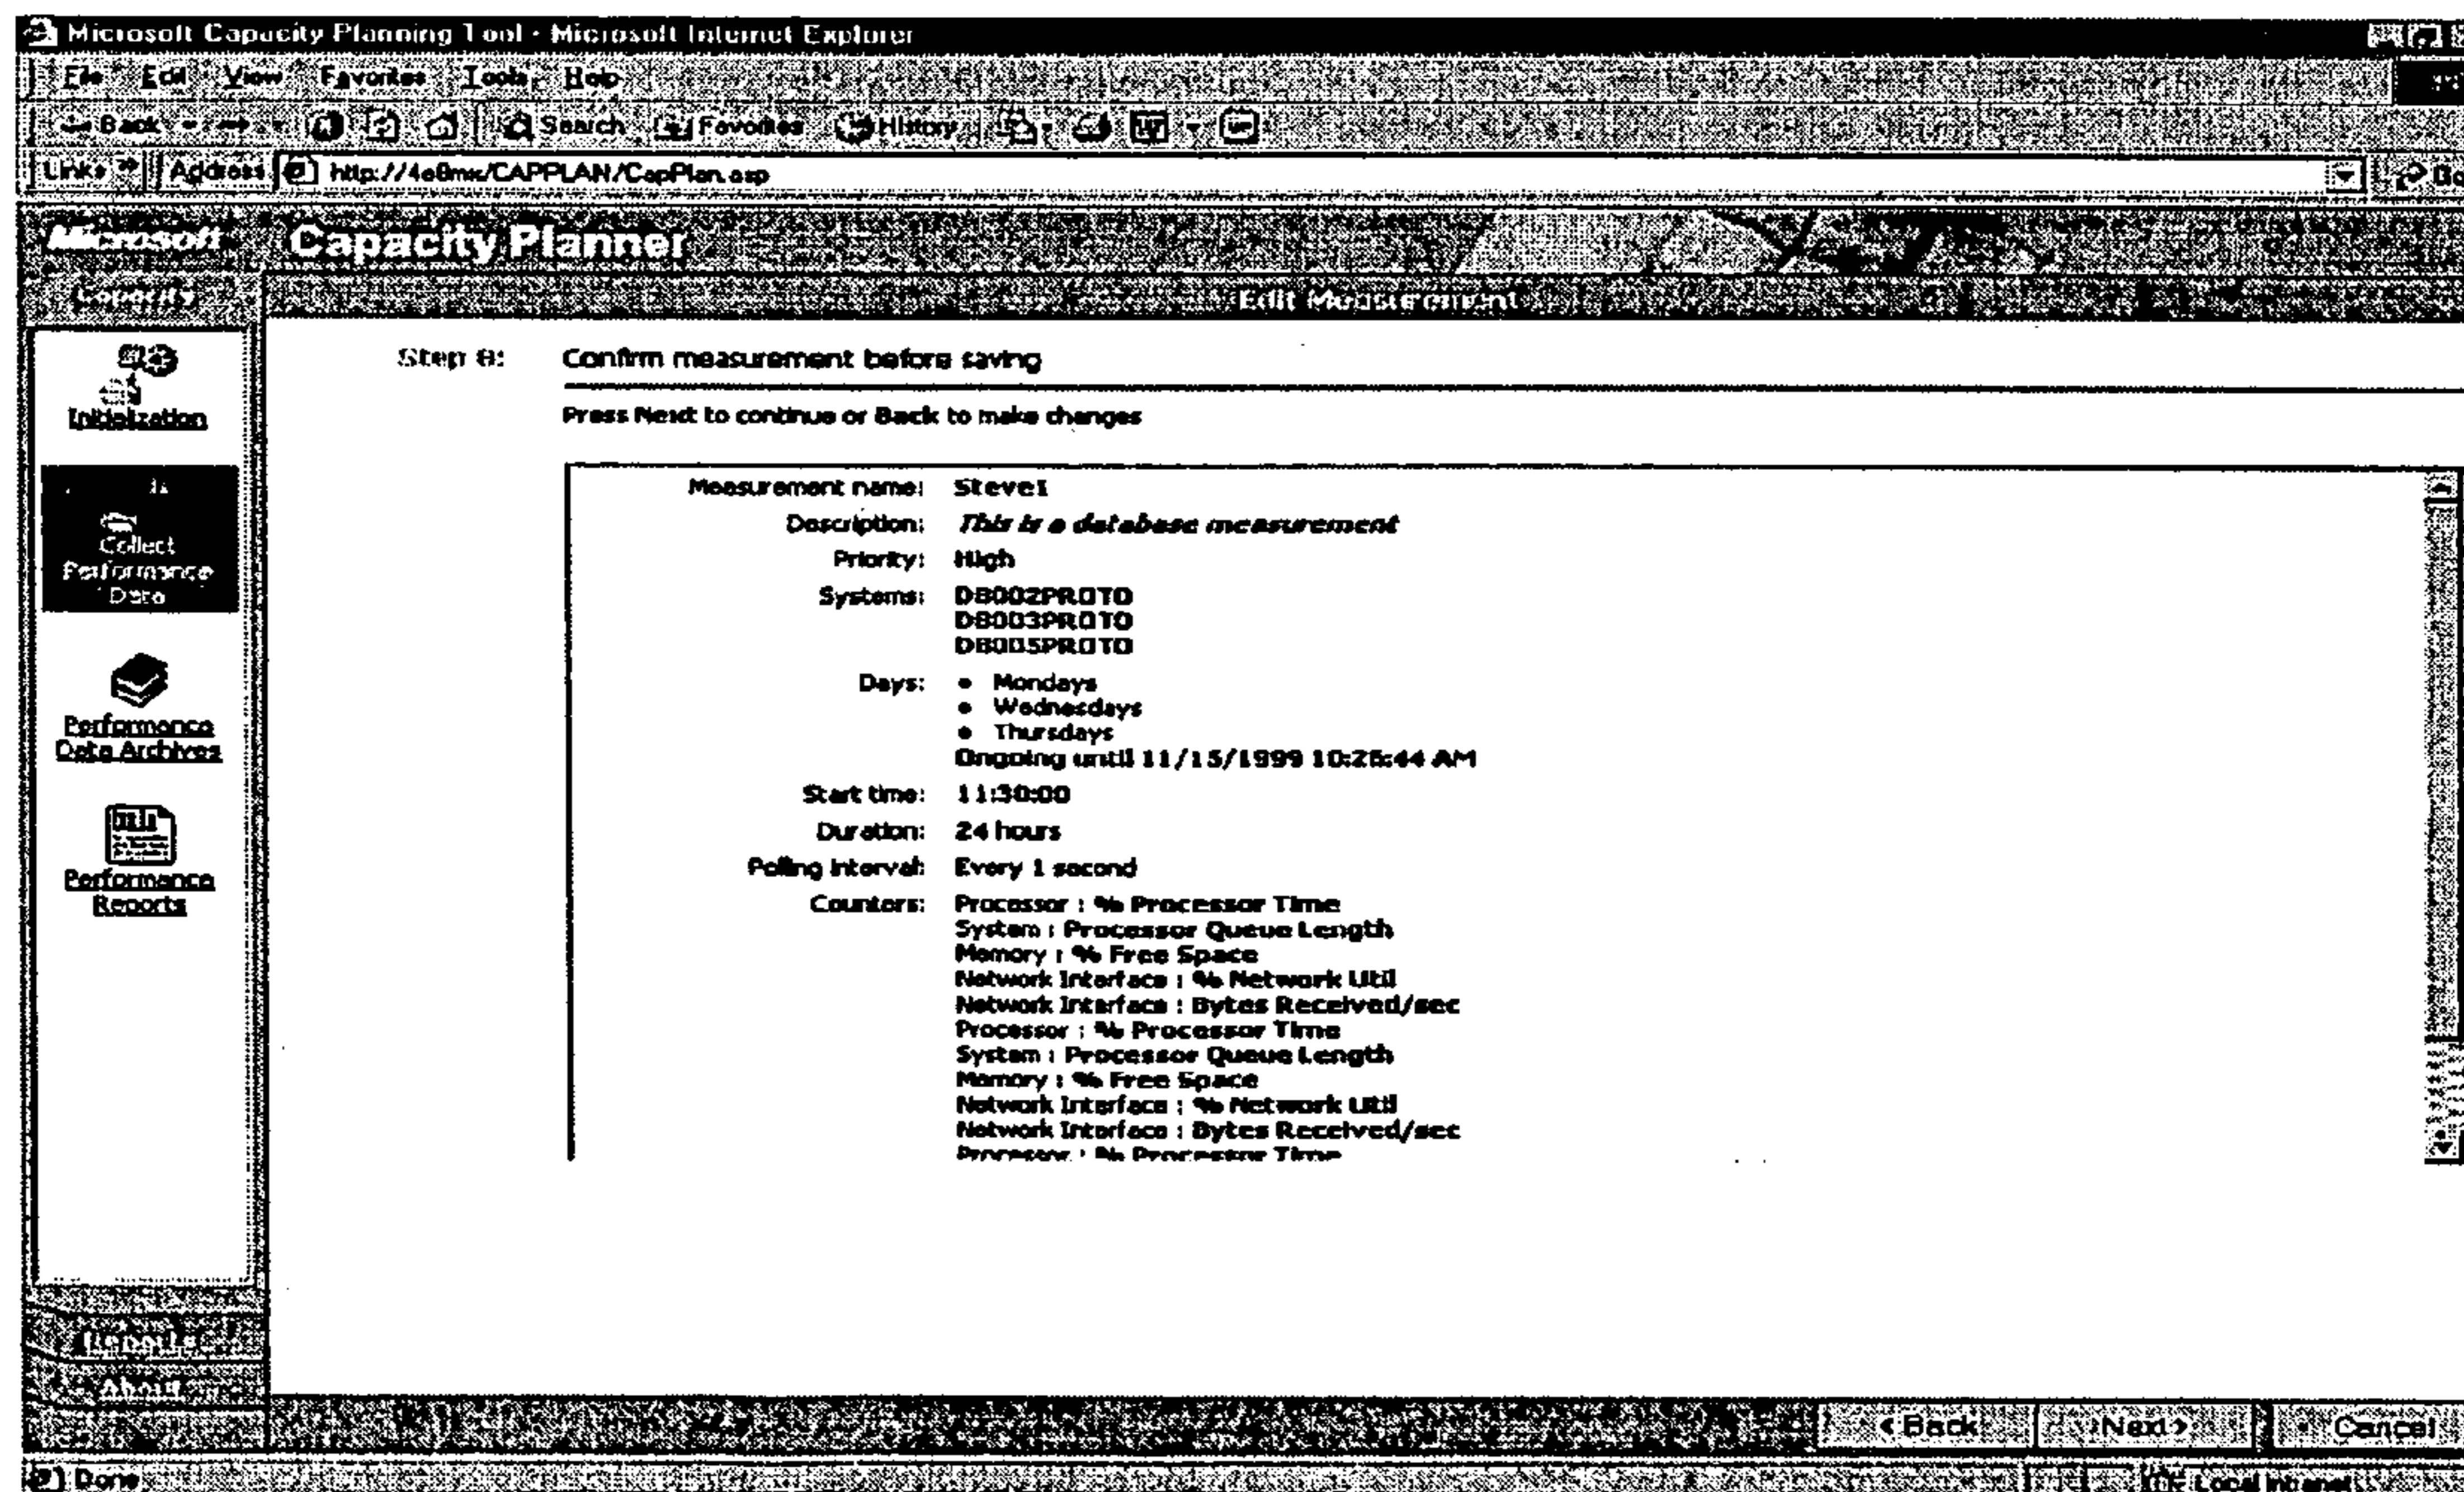 Microsoft Capacity Planning Tool - Microsoft Internet Explorer
File Edit View Favorites Tools Help
Back Search Favorites History
Links Address Go
Microsoft Capacity Planner
Capacity
Edit Measurement
Initialization
Collect
Performance
Data
Performance
Data Archives
Performance
Reports
Reports
About
Step 8: Confirm measurement before saving
Press Next to continue or Back to make changes
Measurement name: Steve1
Description: This is a database measurement
Priority: High
Systems: DB002PROTO
DB003PROTO
DB005PROTO
Days: • Mondays
• Wednesdays
• Thursdays
Ongoing until 11/15/1999 10:26:44 AM
Start time: 11:30:00
Duration: 24 hours
Polling Interval: Every 1 second
Counters: Processor : % Processor Time
System : Processor Queue Length
Memory : % Free Space
Network Interface : % Network Util
Network Interface : Bytes Received/sec
Processor : % Processor Time
System : Processor Queue Length
Memory : % Free Space
Network Interface : % Network Util
Network Interface : Bytes Received/sec
Processor : % Processor Time
< Back Next > Cancel
Done Local intranet